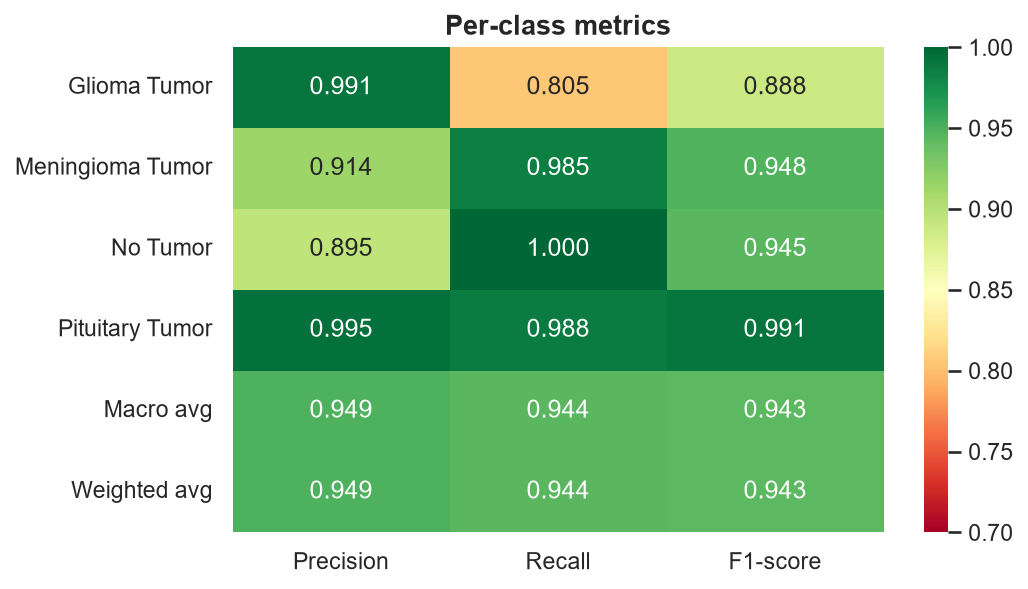 Per-class metrics
Glioma Tumor 0.991 0.805 0.888
Meningioma Tumor 0.914 0.985 0.948
No Tumor 0.895 1.000 0.945
Pituitary Tumor 0.995 0.988 0.991
Macro avg 0.949 0.944 0.943
Weighted avg 0.949 0.944 0.943
Precision Recall F1-score
1.00
0.95
0.90
0.85
0.80
0.75
0.70